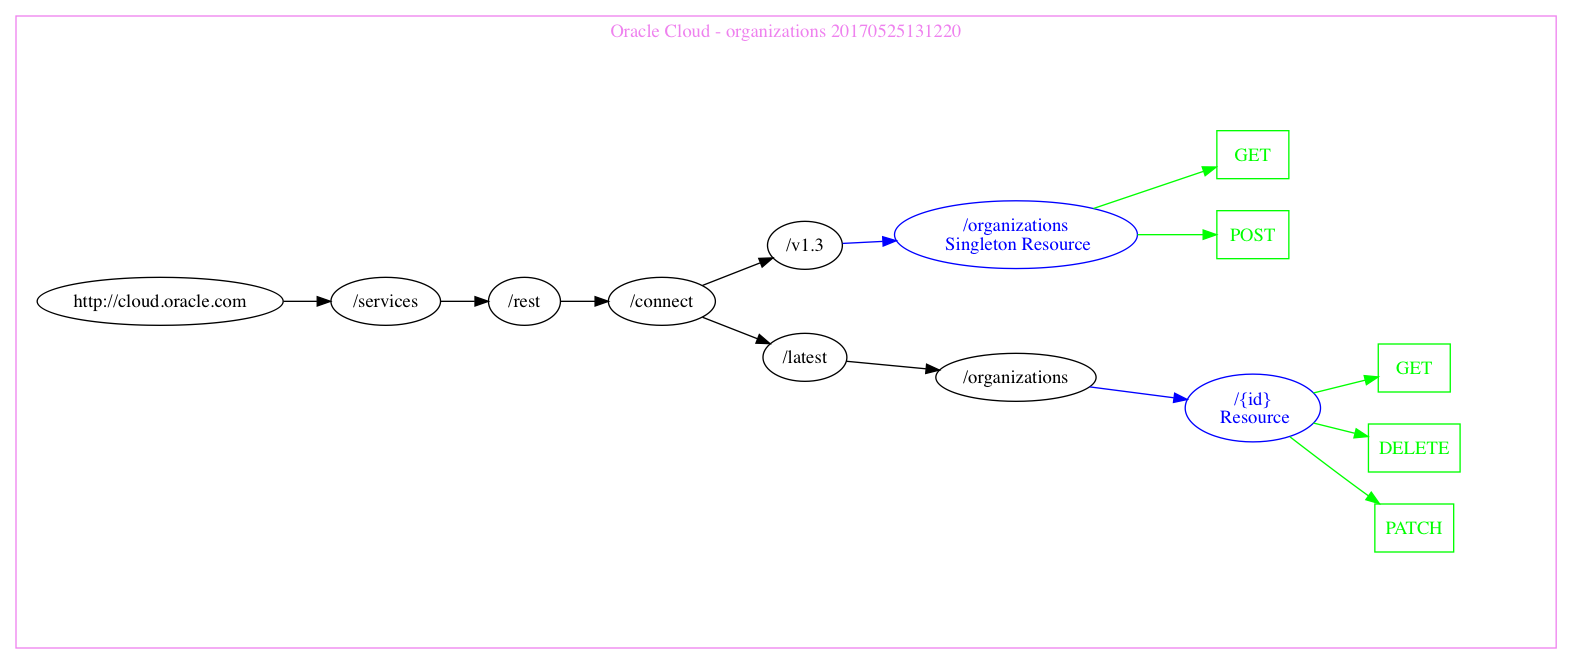 Oracle Cloud - organizations 20170525131220
http://cloud.oracle.com
/services
/rest
/connect
/v1.3
/organizations
Singleton Resource
GET
POST
/latest
/organizations
/{id}
Resource
GET
DELETE
PATCH